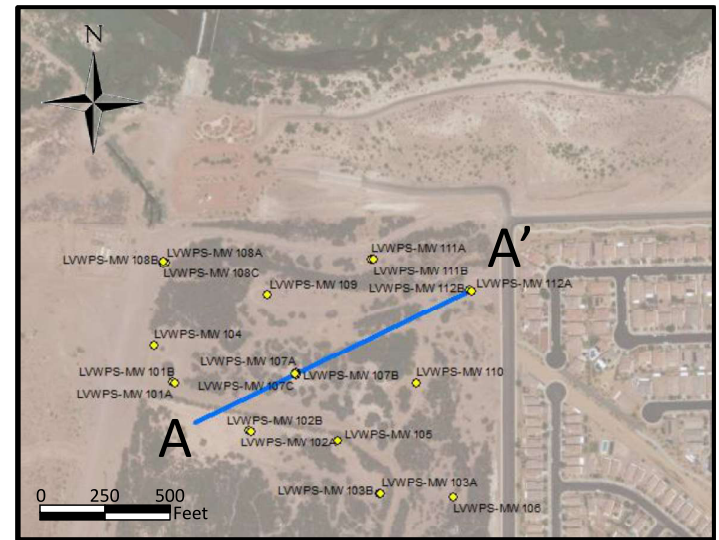 N
A'
LVWPS-MW 108A
LVWPS-MW 108B
LVWPS-MW 108C
LVWPS-MW 111A
LVWPS-MW 111B
LVWPS-MW 109
LVWPS-MW 112B
LVWPS-MW 112A
LVWPS-MW 104
LVWPS-MW 107A
LVWPS-MW 101B
LVWPS-MW 107B
LVWPS-MW 107C
LVWPS-MW 110
LVWPS-MW 101A
A
LVWPS-MW 102B
LVWPS-MW 102A
LVWPS-MW 105
LVWPS-MW 103A
LVWPS-MW 103B
LVWPS-MW 106
0 250 500
Feet